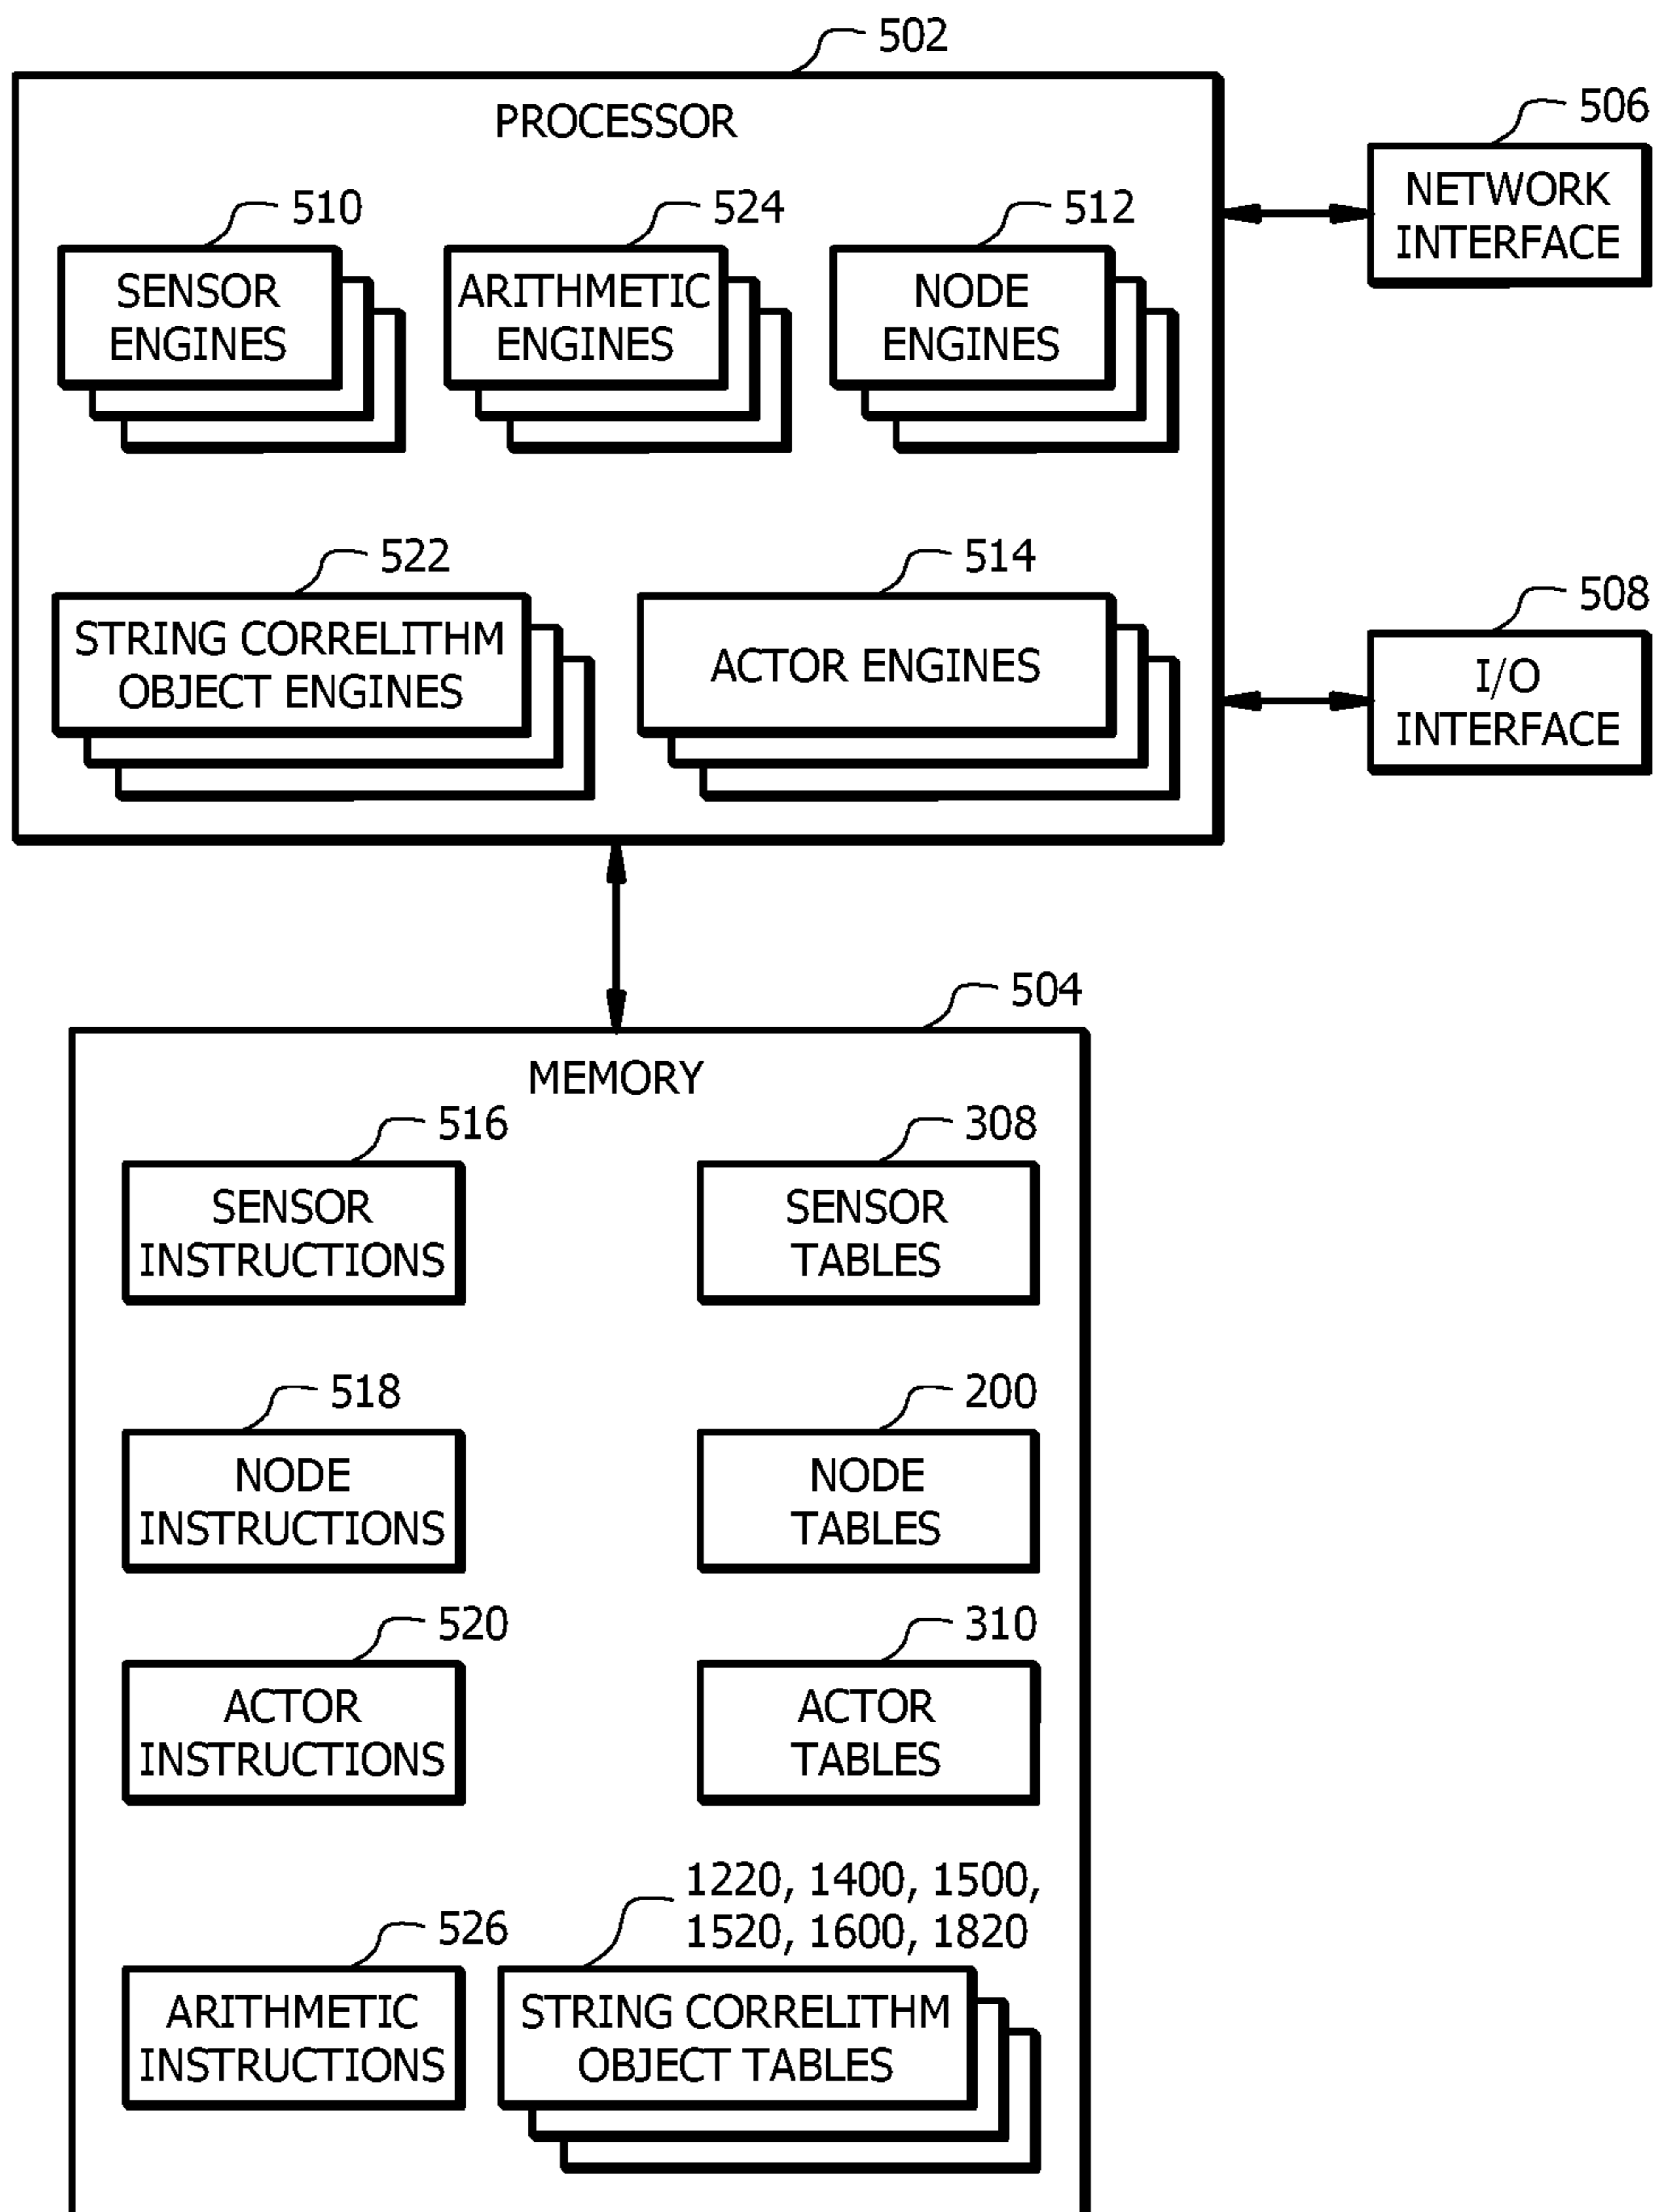 502
PROCESSOR
506
NETWORK
INTERFACE
510
524
512
SENSOR
ENGINES
ARITHMETIC
ENGINES
NODE
ENGINES
522
514
STRING CORRELITHM
OBJECT ENGINES
ACTOR ENGINES
508
I/O
INTERFACE
504
MEMORY
516
308
SENSOR
INSTRUCTIONS
SENSOR
TABLES
518
200
NODE
INSTRUCTIONS
NODE
TABLES
520
310
ACTOR
INSTRUCTIONS
ACTOR
TABLES
526
1220, 1400, 1500,
1520, 1600, 1820
ARITHMETIC
INSTRUCTIONS
STRING CORRELITHM
OBJECT TABLES